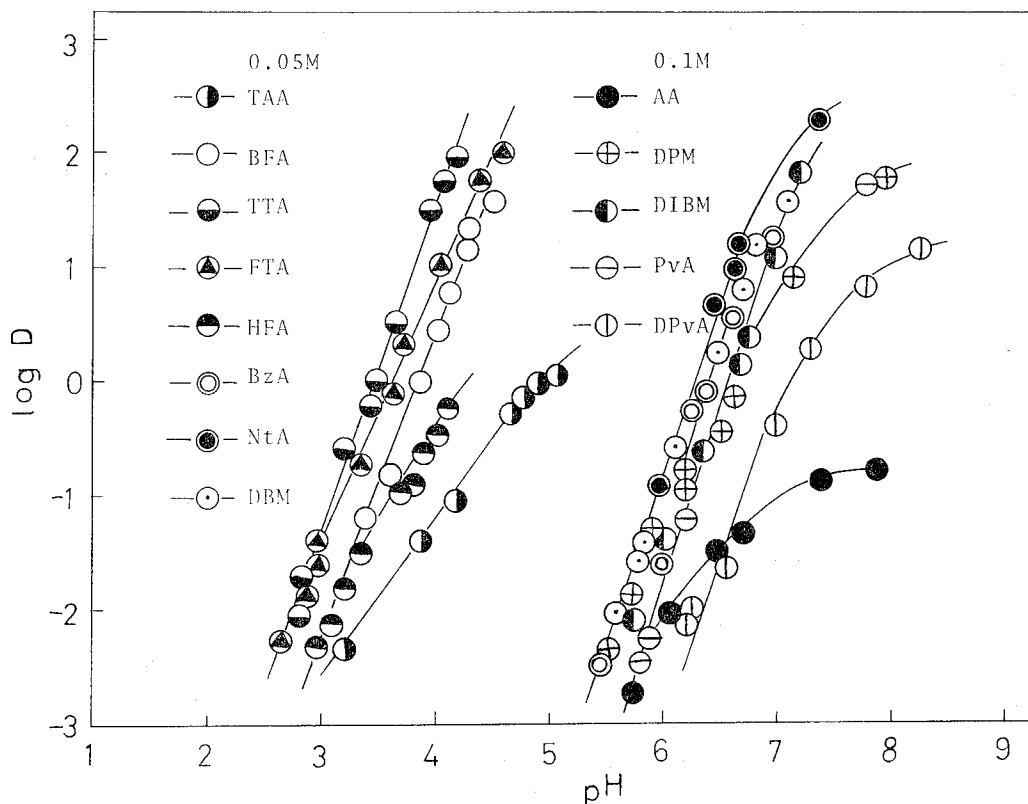 3
2
1
0
-1
-2
-3
log D
1 2 3 4 5 6 7 8 9
pH
0.05M
TAA
BFA
TTA
FTA
HFA
BzA
NtA
DBM
0.1M
AA
DPM
DIBM
PvA
DPvA